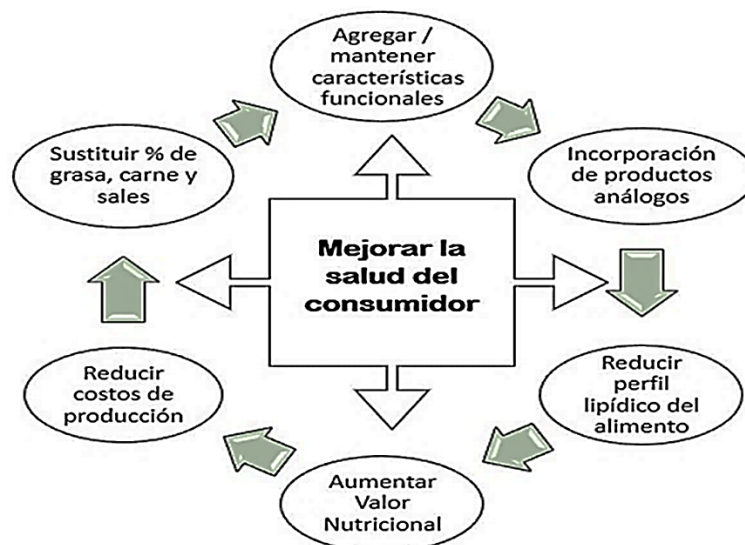 Agregar /
mantener
características
funcionales
Incorporación
de productos
análogos
Reducir
perfil
lipídico del
alimento
Aumentar
Valor
Nutricional
Reducir
costos de
producción
Sustituir % de
grasa, carne y
sales
Mejorar la
salud del
consumidor